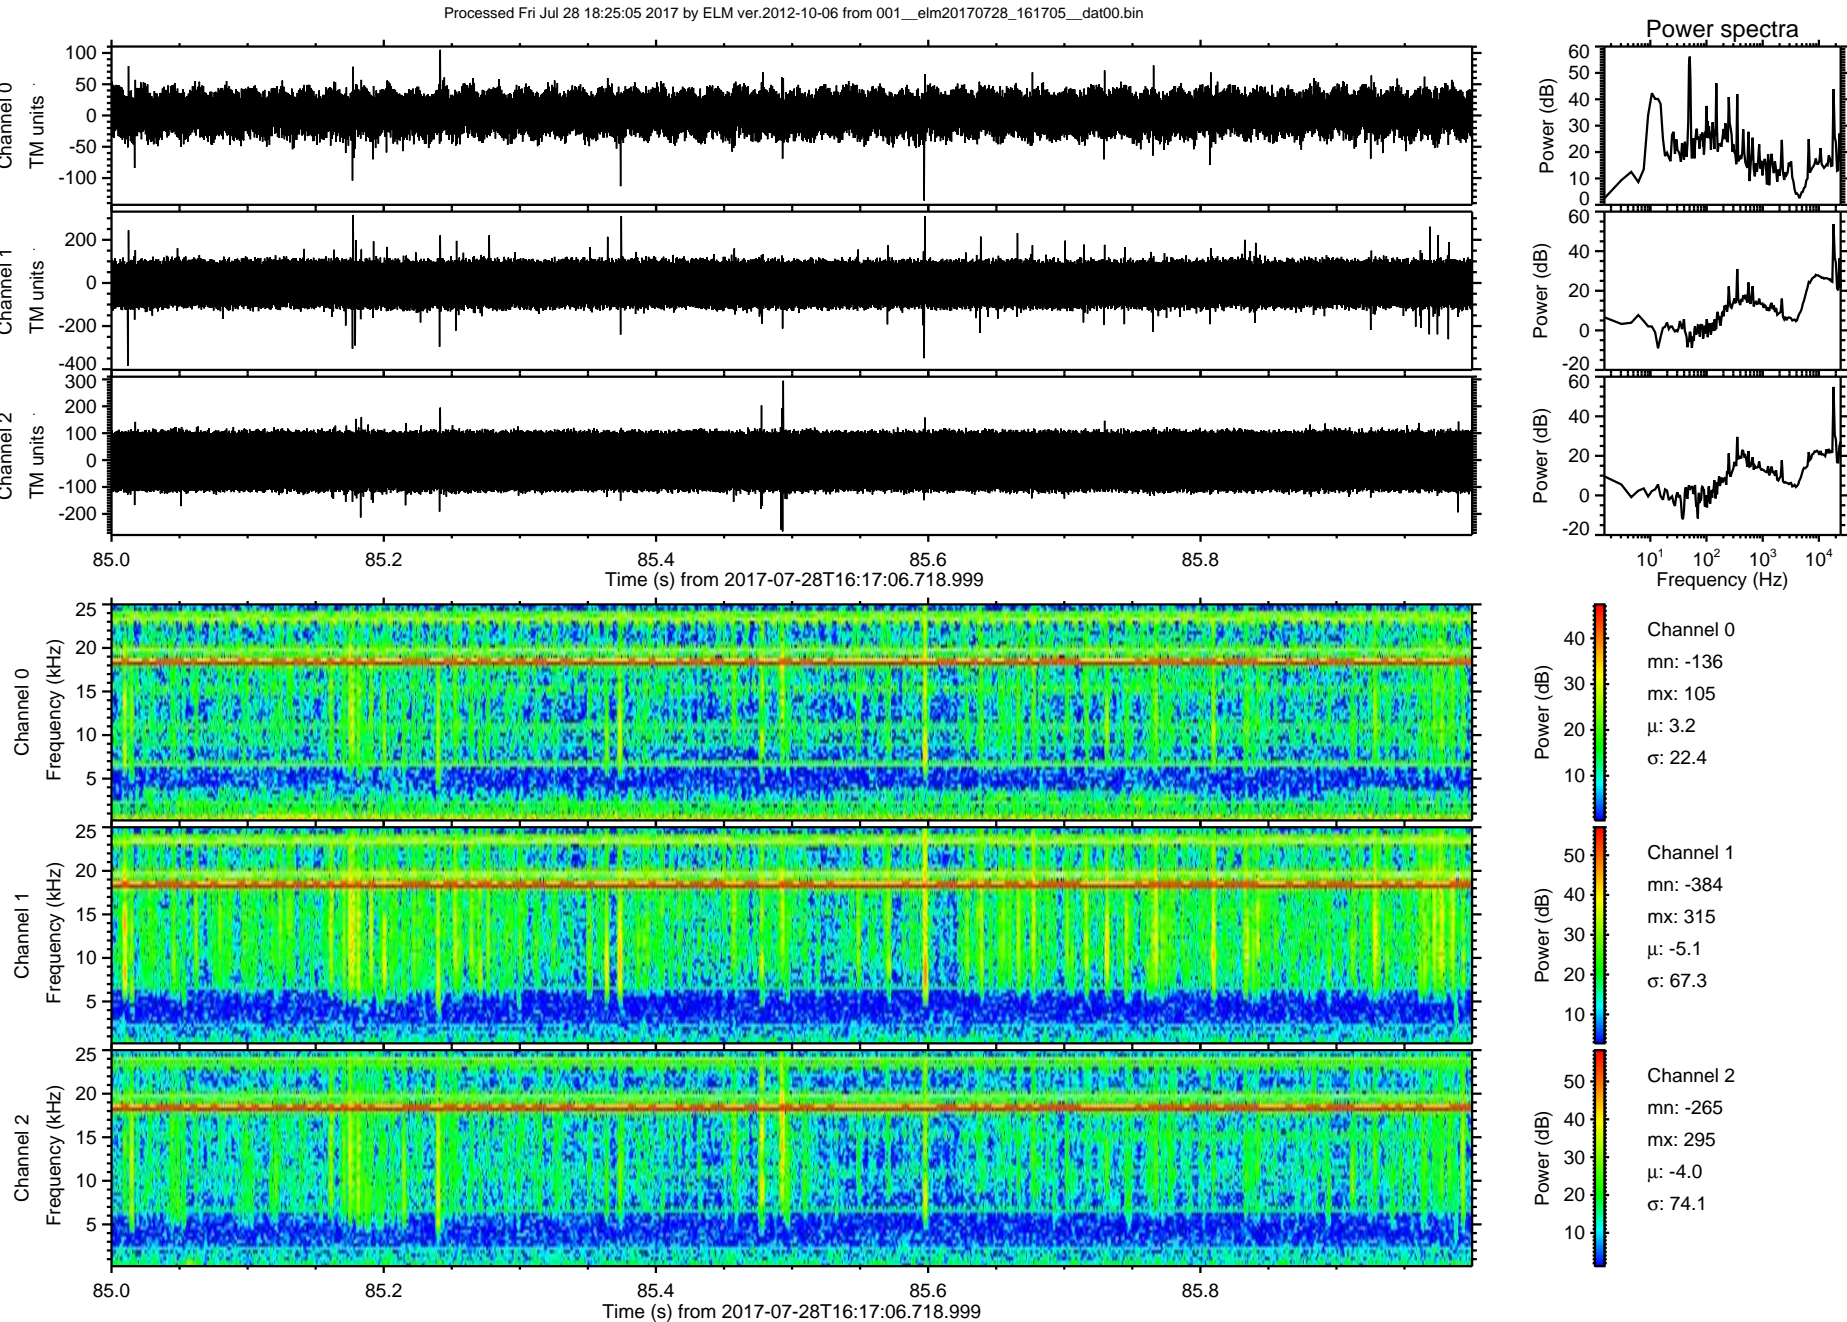 Processed Fri Jul 28 18:25:05 2017 by ELM ver.2012-10-06 from 001__elm20170728_161705__dat00.bin
Power spectra
Channel 0
TM units
100
50
0
-50
-100
Power (dB)
60
50
40
30
20
10
0
Channel 1
TM units
200
0
-200
-400
Power (dB)
60
40
20
0
-20
Channel 2
TM units
300
200
100
0
-100
-200
Power (dB)
60
40
20
0
-20
85.0 85.2 85.4 85.6 85.8
Time (s) from 2017-07-28T16:17:06.718.999
10¹ 10² 10³ 10⁴
Frequency (Hz)
Channel 0
Frequency (kHz)
25
20
15
10
5
Power (dB)
40
30
20
10
Channel 0
mn: -136
mx: 105
μ: 3.2
σ: 22.4
Channel 1
Frequency (kHz)
25
20
15
10
5
Power (dB)
50
40
30
20
10
Channel 1
mn: -384
mx: 315
μ: -5.1
σ: 67.3
Channel 2
Frequency (kHz)
25
20
15
10
5
Power (dB)
50
40
30
20
10
Channel 2
mn: -265
mx: 295
μ: -4.0
σ: 74.1
85.0 85.2 85.4 85.6 85.8
Time (s) from 2017-07-28T16:17:06.718.999